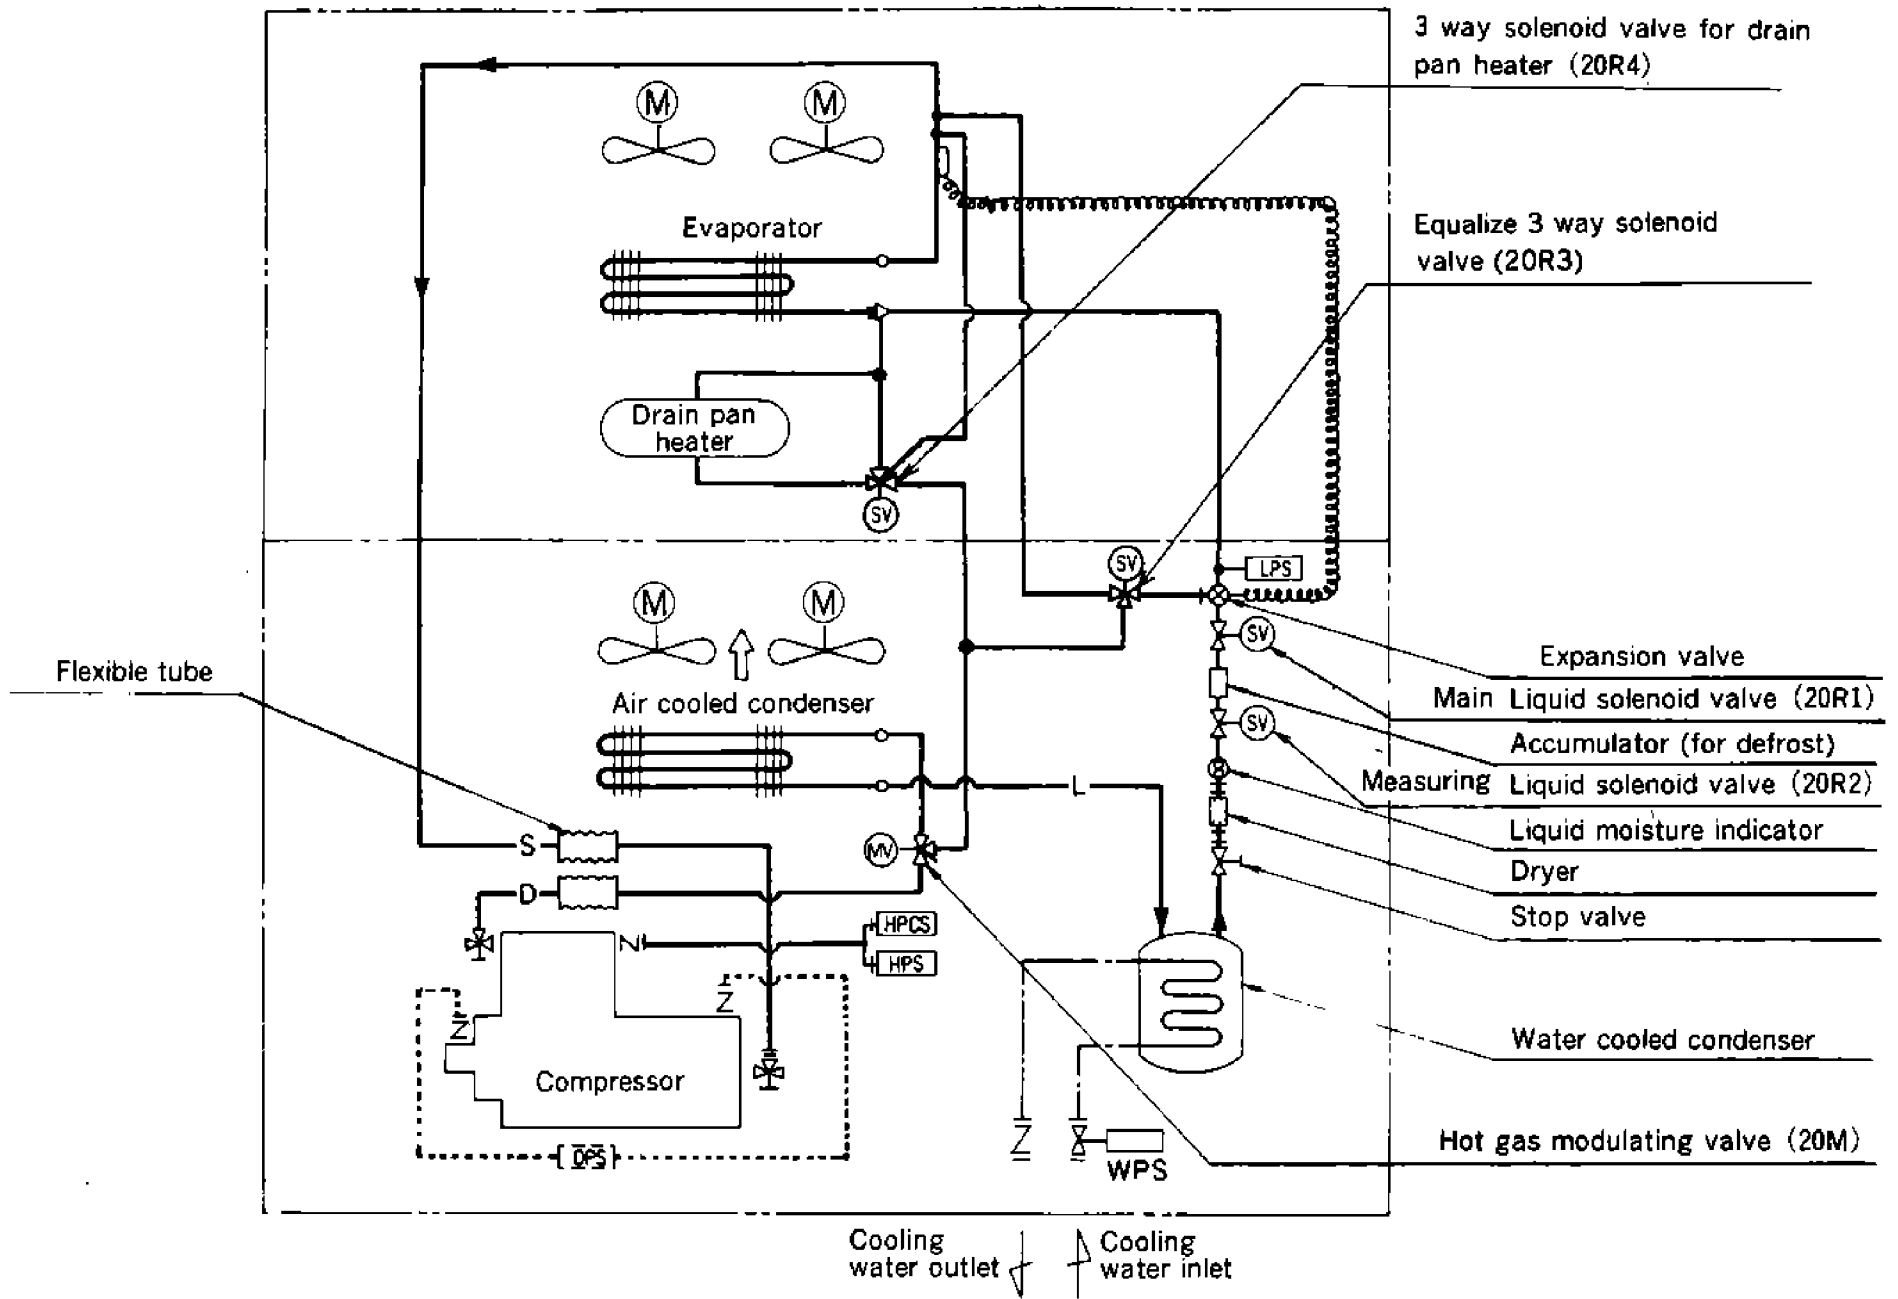 3 way solenoid valve for drain
pan heater (20R4)
M
M
Equalize 3 way solenoid
valve (20R3)
Evaporator
Drain pan
heater
SV
SV
LPS
M
M
SV
Flexible tube
Expansion valve
Air cooled condenser
Main Liquid solenoid valve (20R1)
SV
Accumulator (for defrost)
L
Measuring Liquid solenoid valve (20R2)
Liquid moisture indicator
S
MV
Dryer
D
Stop valve
HPCS
HPS
Compressor
Water cooled condenser
OPS
WPS
Hot gas modulating valve (20M)
Cooling
water outlet
Cooling
water inlet